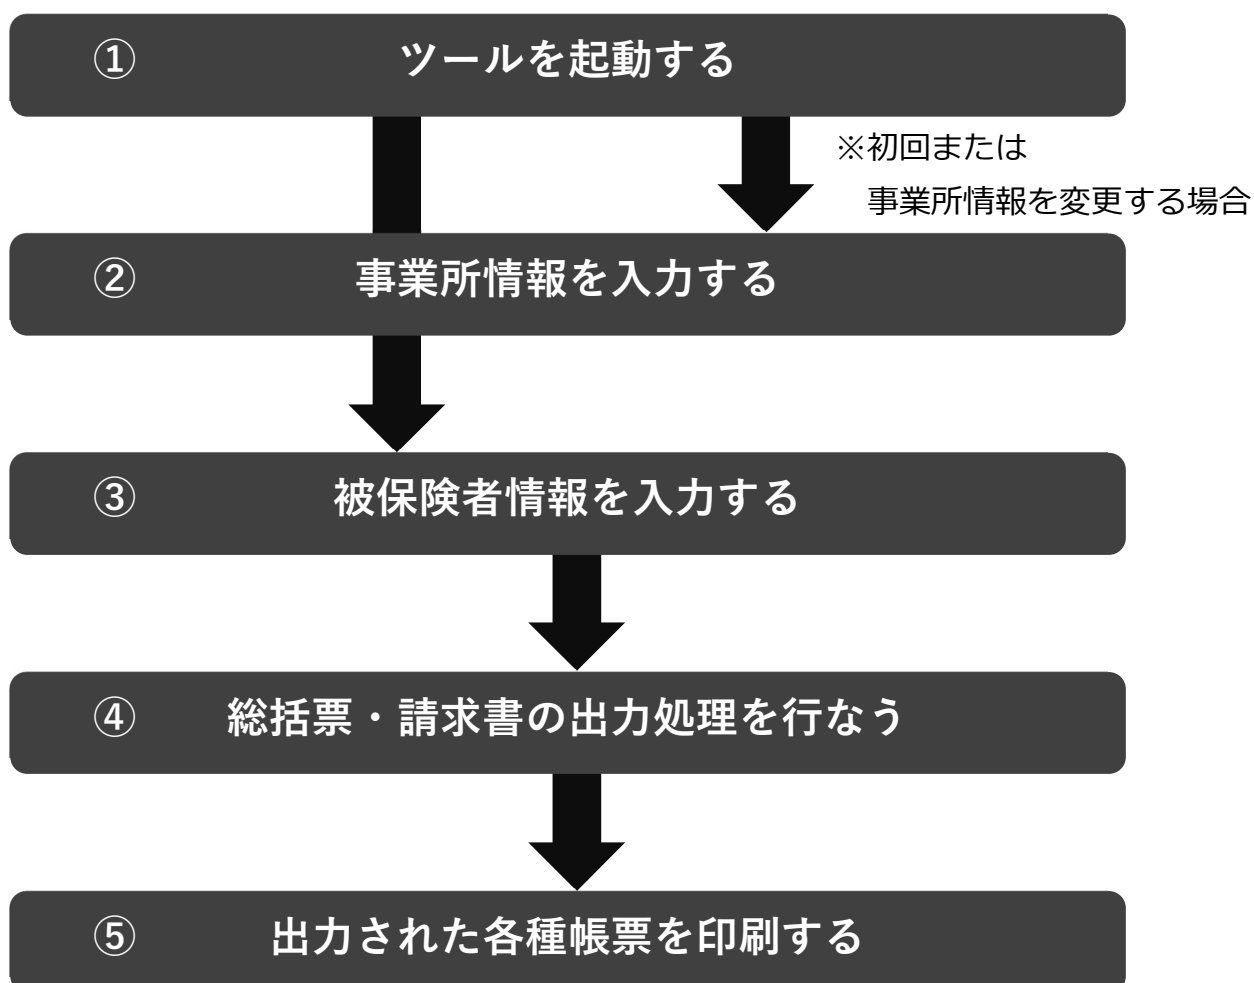 ① ツールを起動する
※初回または
事業所情報を変更する場合
② 事業所情報を入力する
③ 被保険者情報を入力する
④ 総括票・請求書の出力処理を行なう
⑤ 出力された各種帳票を印刷する